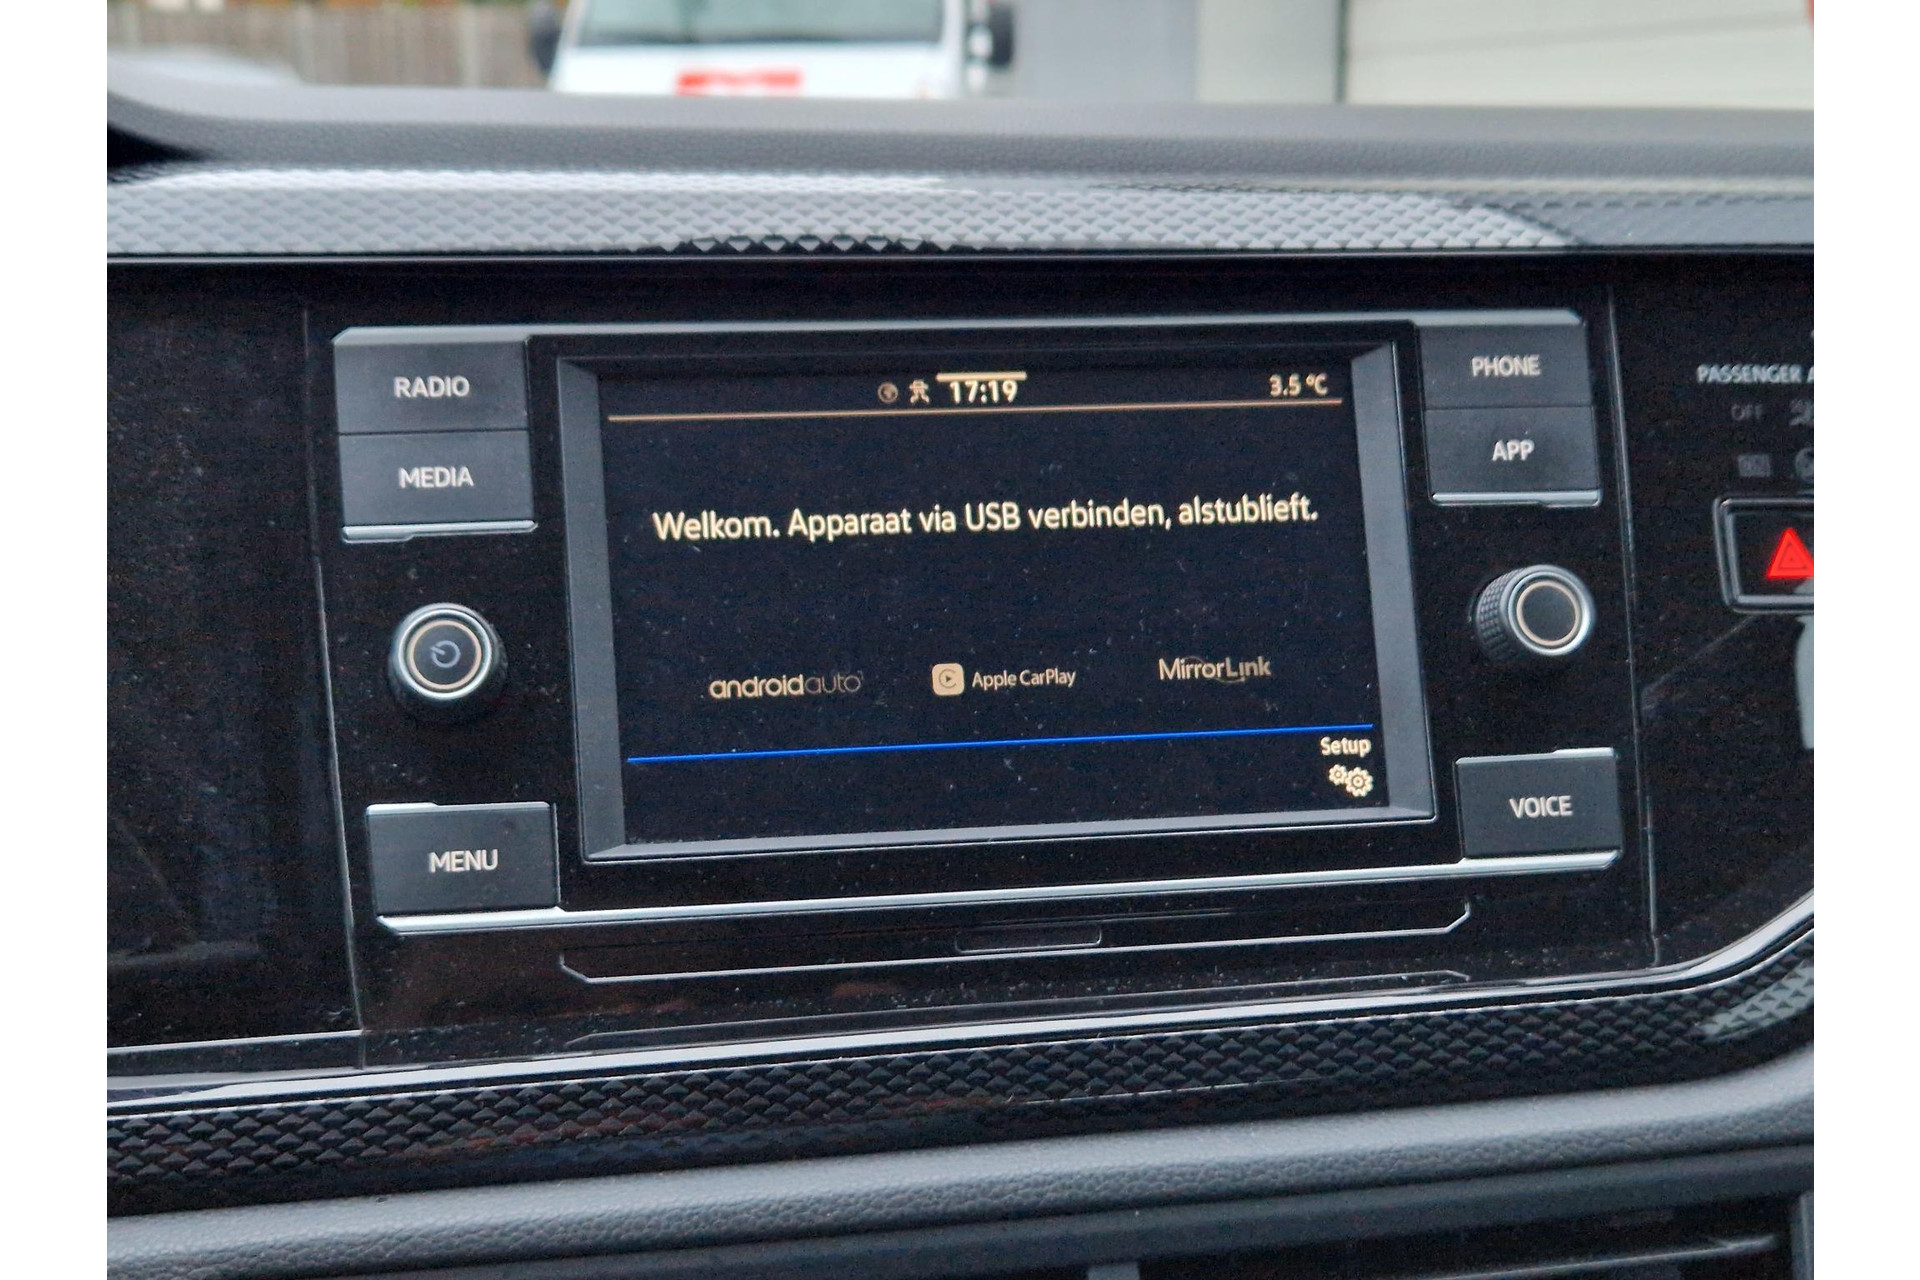 RADIO
MEDIA
MENU
17:19
3.5 °C
Welkom. Apparaat via USB verbinden, alstublieft.
androidauto
Apple CarPlay
MirrorLink
Setup
PHONE
APP
VOICE
PASSENGER
OFF